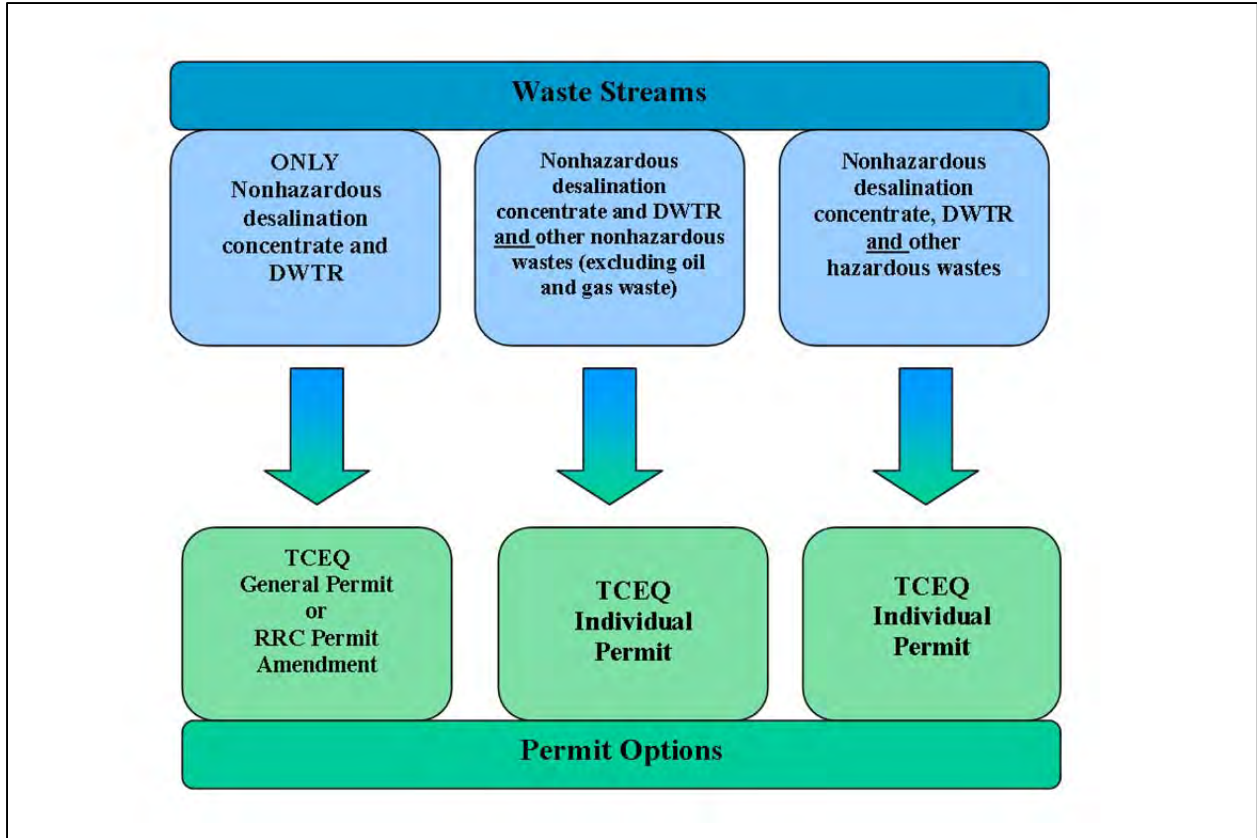 Waste Streams
ONLY
Nonhazardous
desalination
concentrate and
DWTR
Nonhazardous
desalination
concentrate and DWTR
and other nonhazardous
wastes (excluding oil
and gas waste)
Nonhazardous
desalination
concentrate, DWTR
and other
hazardous wastes
TCEQ
General Permit
or
RRC Permit
Amendment
TCEQ
Individual
Permit
TCEQ
Individual
Permit
Permit Options